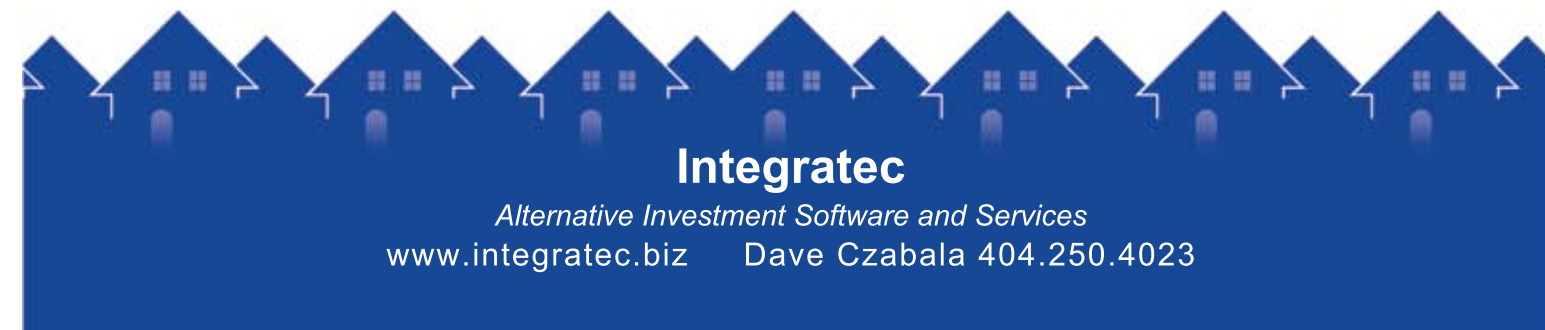 Integratec
Alternative Investment Software and Services
www.integratec.biz Dave Czabala 404.250.4023